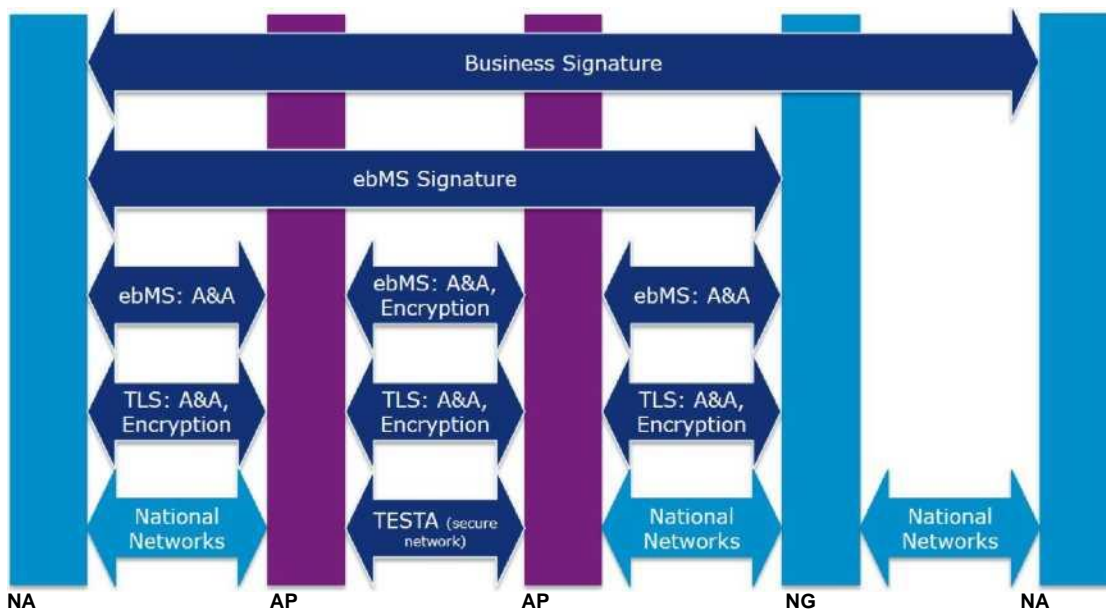 Business Signature
ebMS Signature
ebMS: A&A
ebMS: A&A,
Encryption
ebMS: A&A
TLS: A&A,
Encryption
TLS: A&A,
Encryption
TLS: A&A,
Encryption
National
Networks
TESTA (secure
network)
National
Networks
National
Networks
NA
AP
AP
NG
NA